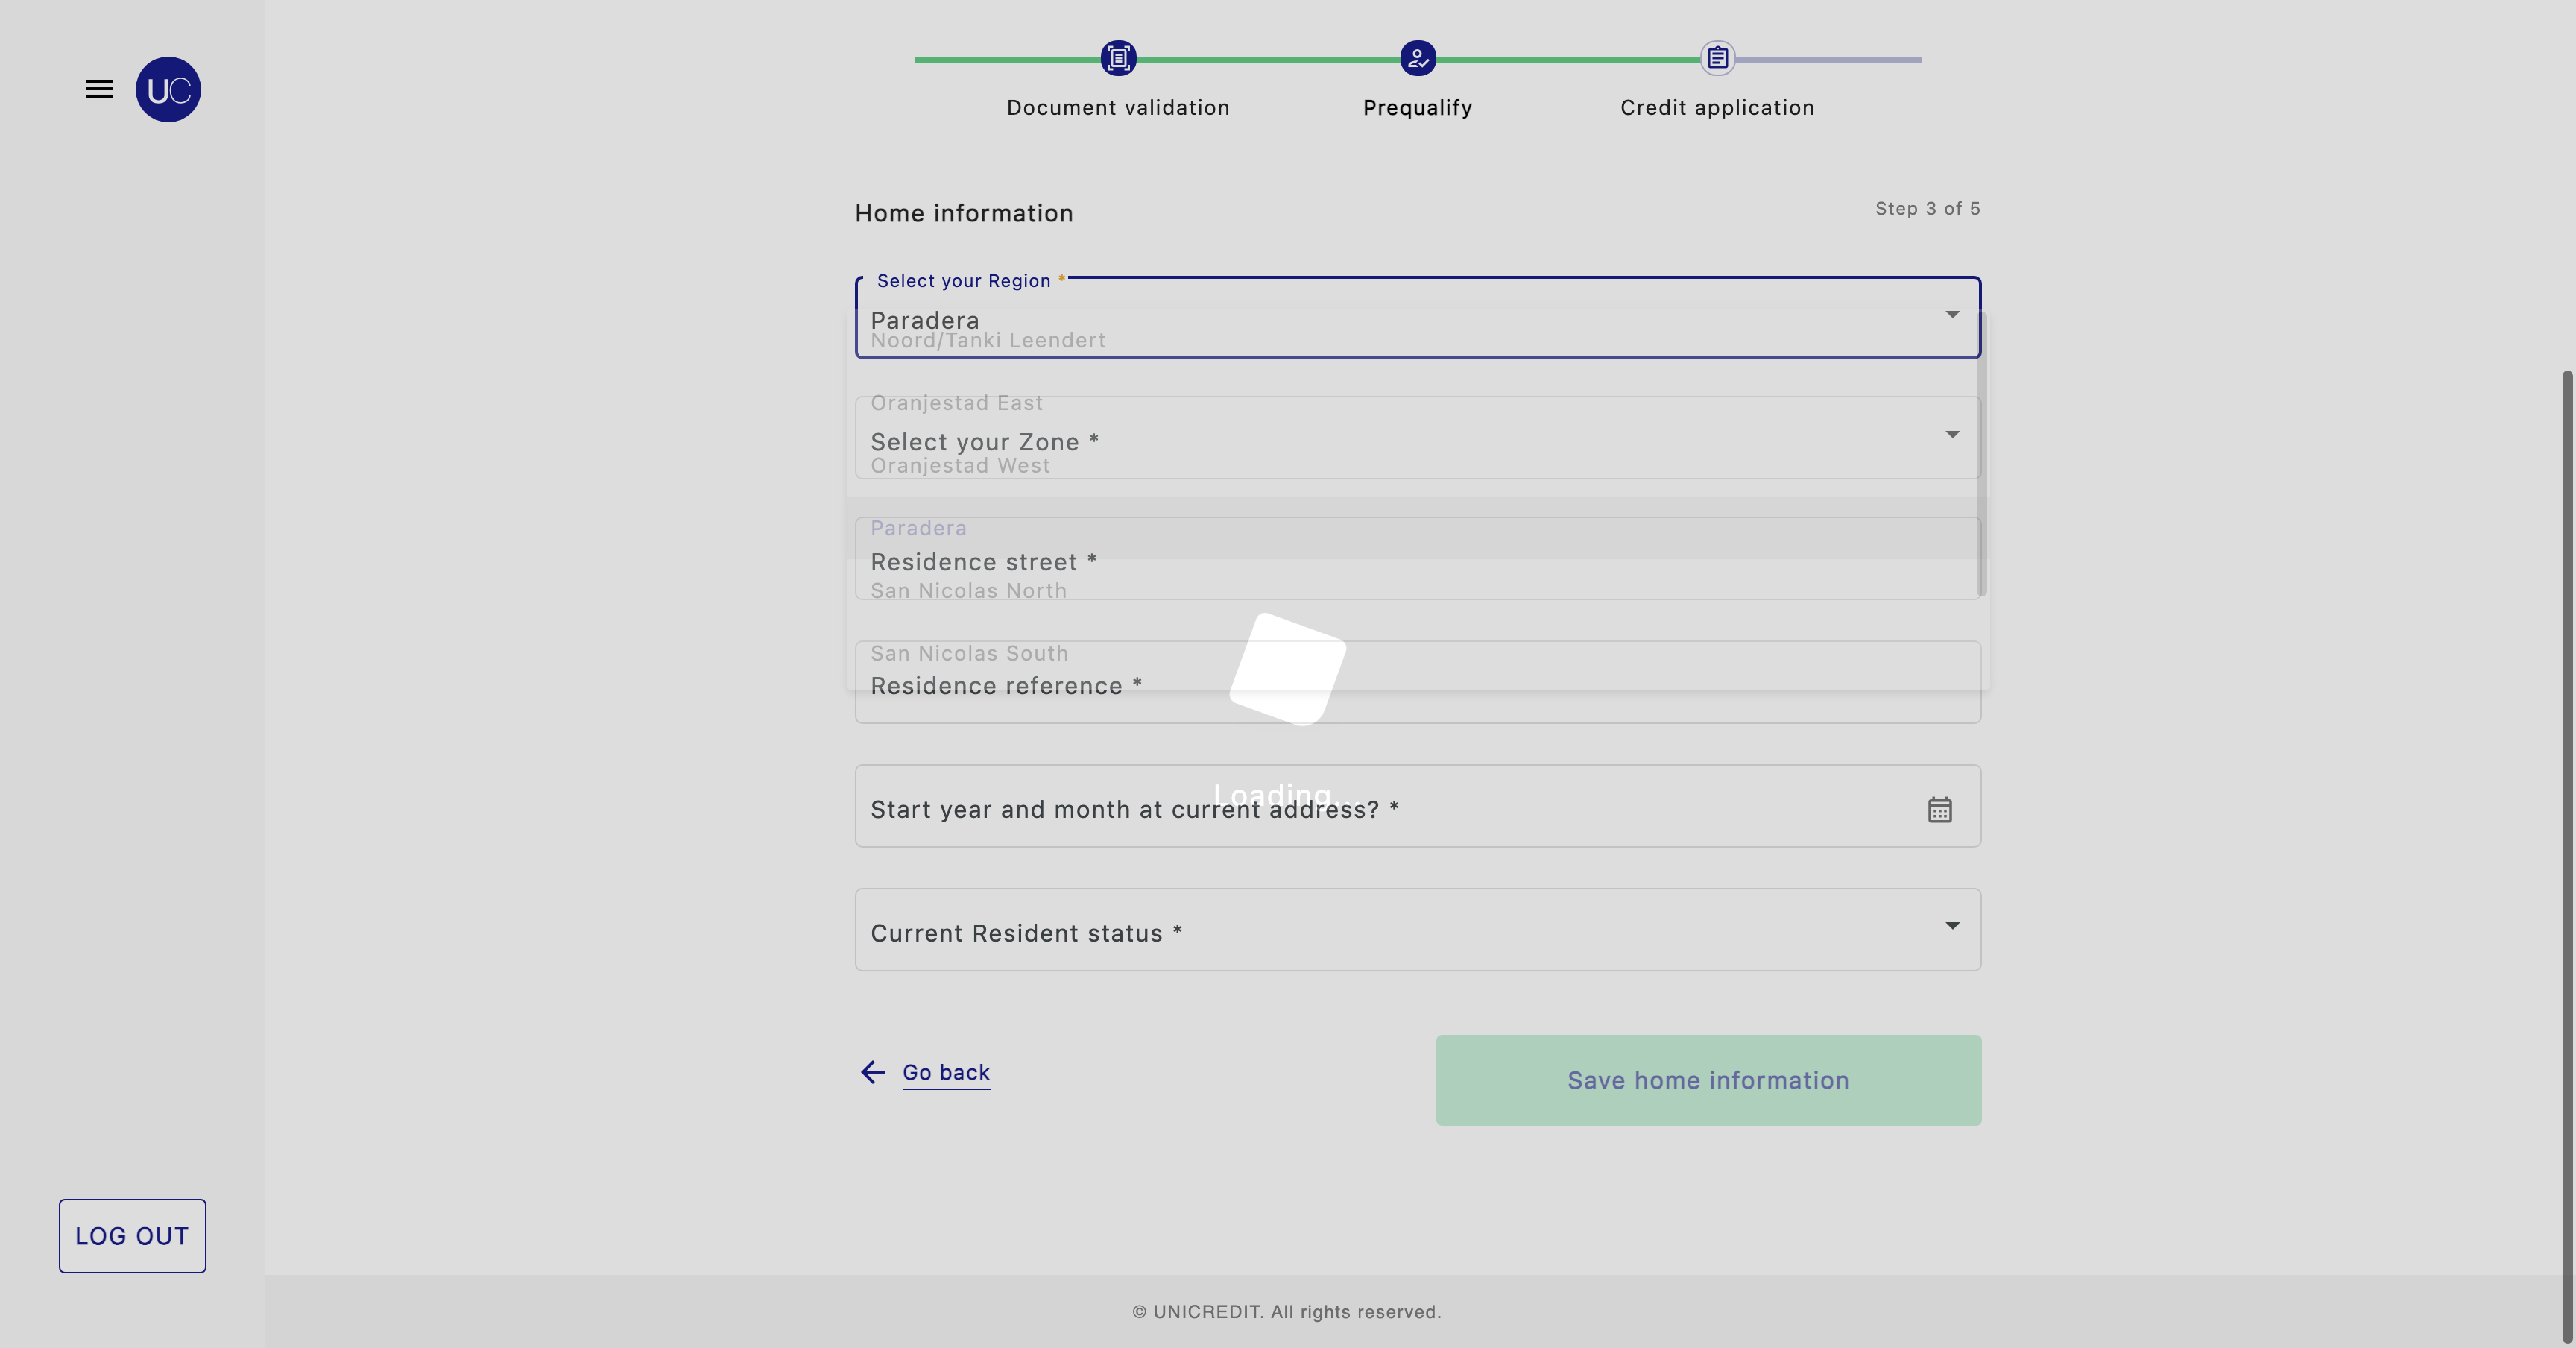 UC
Document validation
Prequalify
Credit application
Home information
Step 3 of 5
Select your Region *
Paradera
Noord/Tanki Leendert
Oranjestad East
Select your Zone *
Oranjestad West
Paradera
Residence street *
San Nicolas North
San Nicolas South
Residence reference *
Loading...
Start year and month at current address? *
Current Resident status *
Go back
Save home information
LOG OUT
© UNICREDIT. All rights reserved.